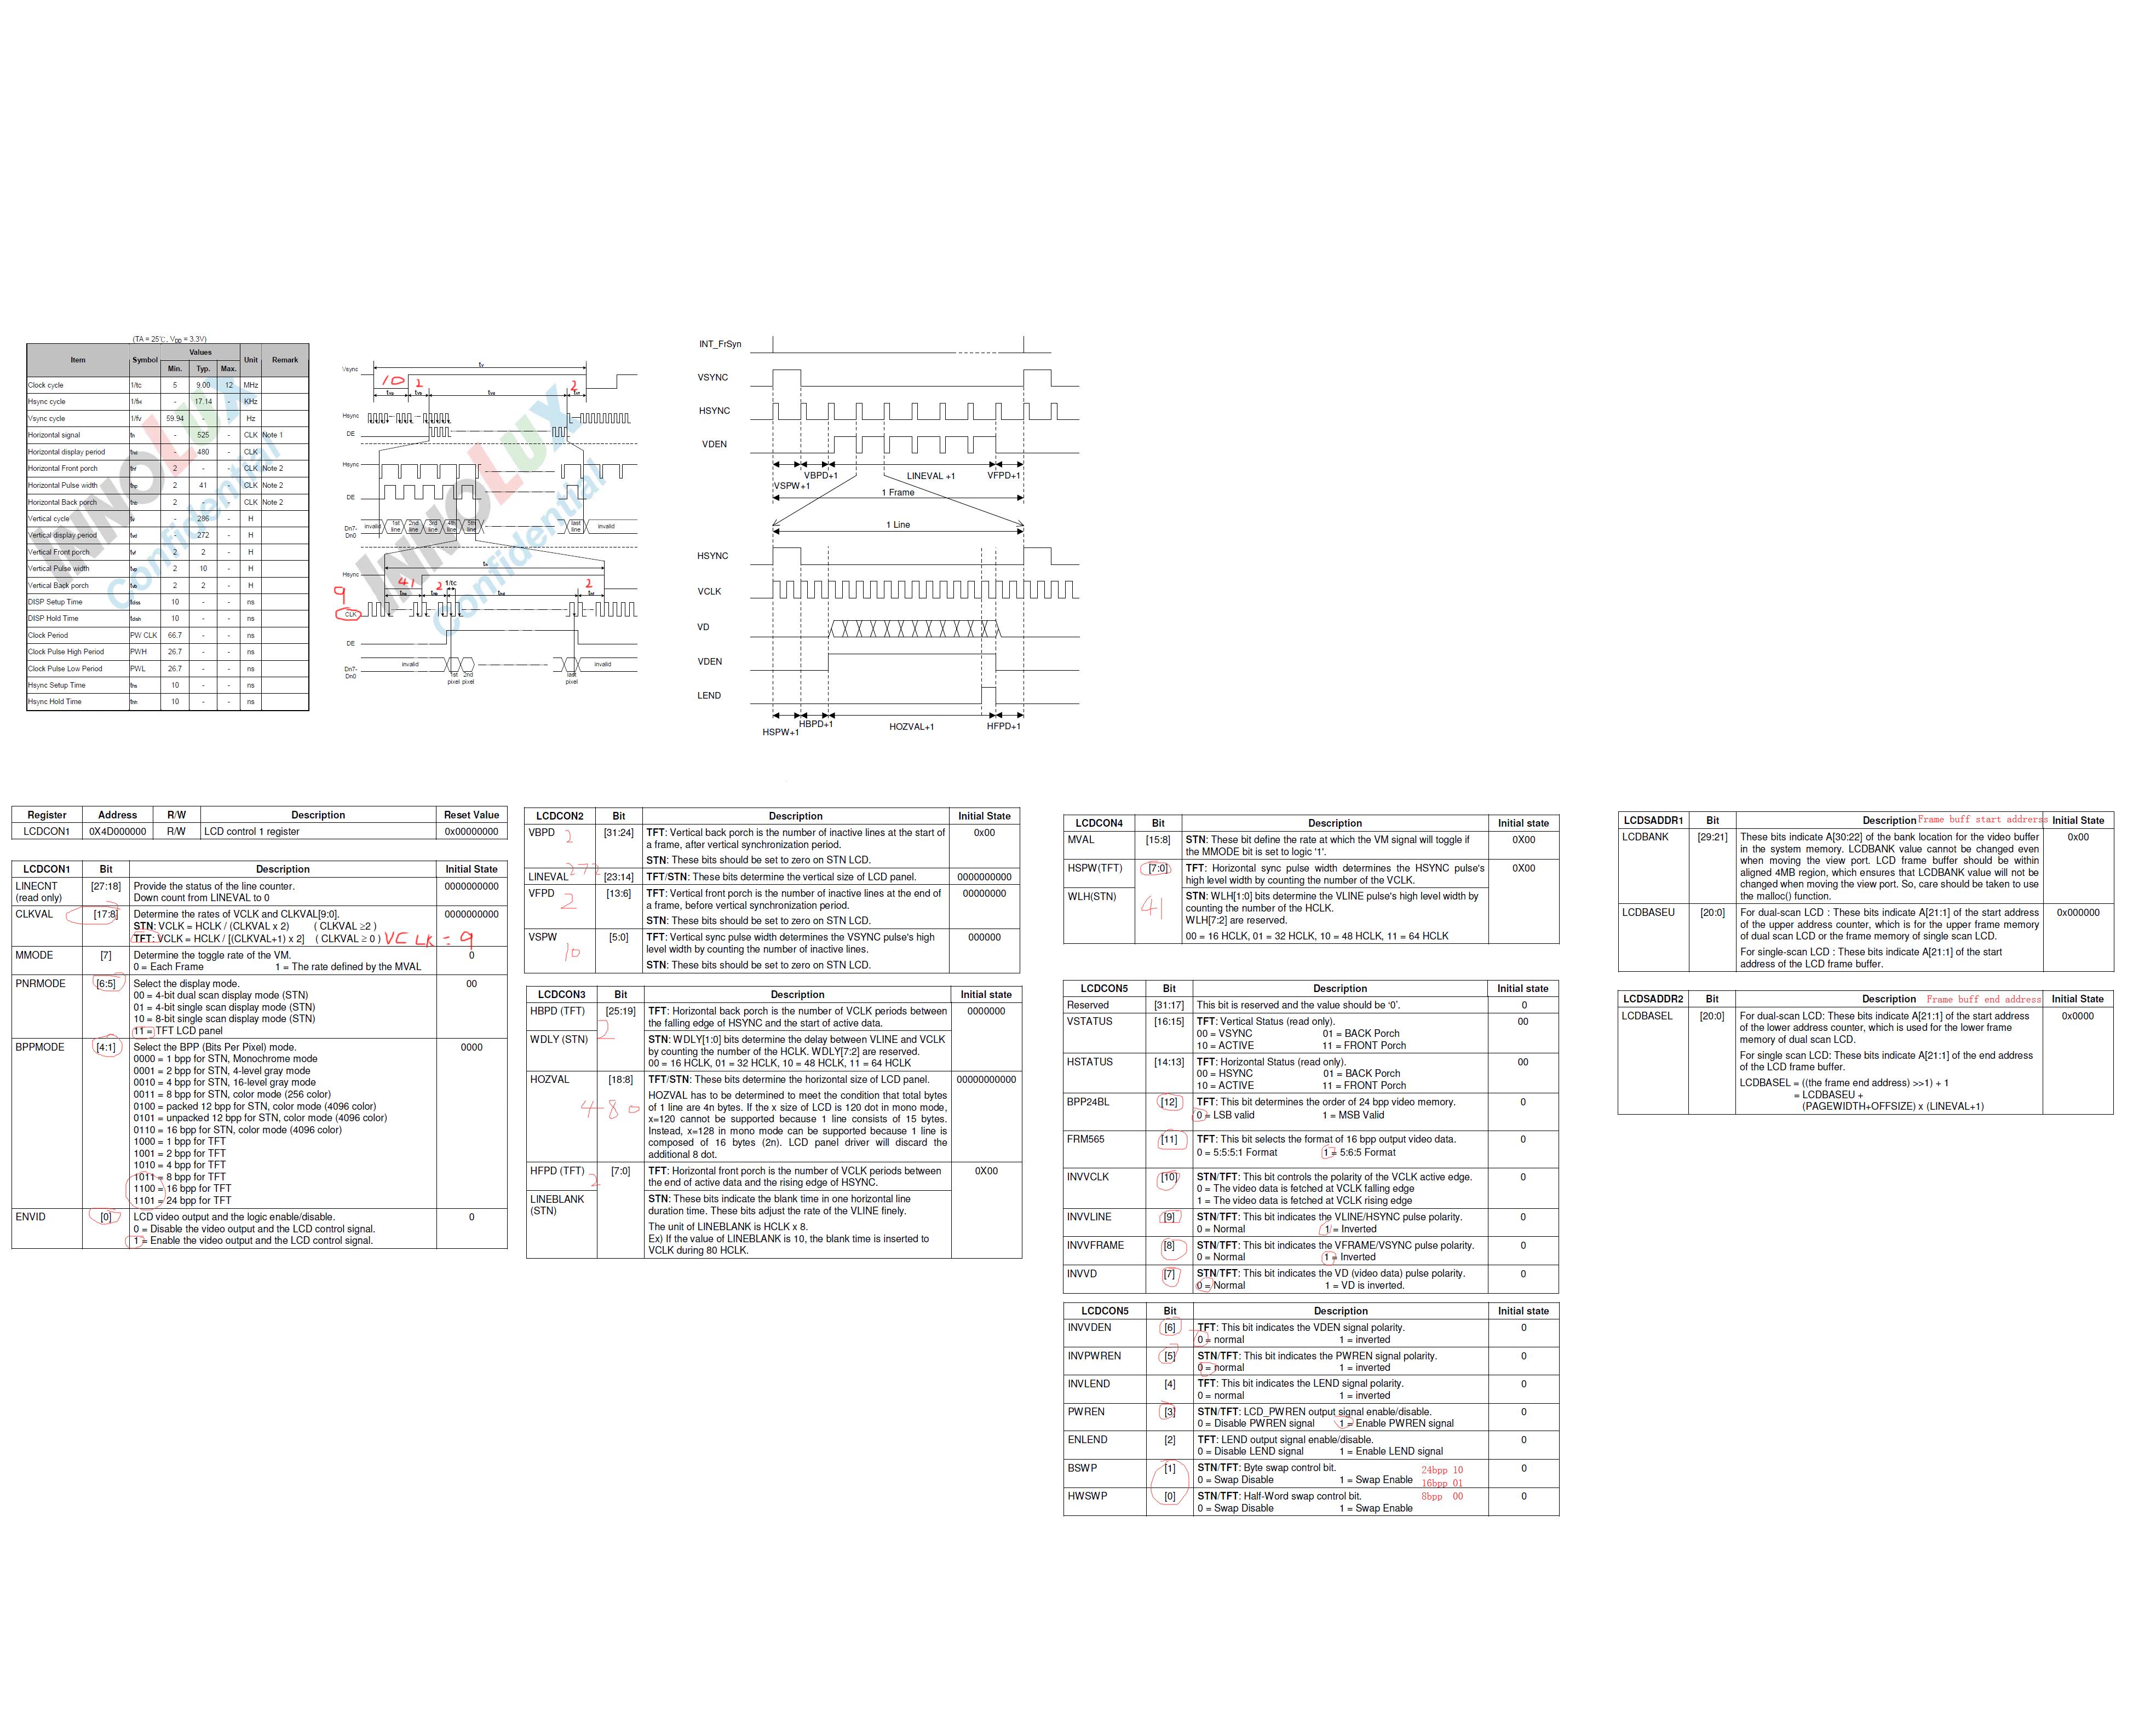 (TA = 25℃, VDD = 3.3V)
Item Symbol Values Unit Remark
Min. Typ. Max.
Clock cycle 1/tc 5 9.00 12 MHz
Hsync cycle 1/fH - 17.14 - KHz
Vsync cycle 1/fV 59.94 - - Hz
Horizontal signal th - 525 - CLK Note 1
Horizontal display period thd - 480 - CLK
Horizontal Front porch thf 2 - - CLK Note 2
Horizontal Pulse width thp 2 41 - CLK Note 2
Horizontal Back porch thb 2 - - CLK Note 2
Vertical cycle tv - 286 - H
Vertical display period tvd - 272 - H
Vertical Front porch tvf 2 2 - H
Vertical Pulse width tvp 2 10 - H
Vertical Back porch tvb 2 2 - H
DISP Setup Time tdiss 10 - - ns
DISP Hold Time tdish 10 - - ns
Clock Period PW CLK 66.7 - - ns
Clock Pulse High Period PWH 26.7 - - ns
Clock Pulse Low Period PWL 26.7 - - ns
Hsync Setup Time ths 10 - - ns
Hsync Hold Time thh 10 - - ns
INNOLUX
Confidential
tv
Vsync
10 2 2
tvp tvb tvd tvf
Hsync
DE
Hsync
DE
Dn7-
Dn0
invalid 1st line 2nd line 3rd line 4th line 5th line last line invalid
th
Hsync
41 2 1/tc 2
thp thb thd thf
9
CLK
DE
Dn7-
Dn0
invalid 1st pixel 2nd pixel last pixel invalid
INNOLUX
Confidential
INT_FrSyn
VSYNC
HSYNC
VDEN
VBPD+1 LINEVAL +1 VFPD+1
VSPW+1
1 Frame
1 Line
HSYNC
VCLK
VD
VDEN
LEND
HBPD+1 HOZVAL+1 HFPD+1
HSPW+1
Register Address R/W Description Reset Value
LCDCON1 0X4D000000 R/W LCD control 1 register 0x00000000
LCDCON1 Bit Description Initial State
LINECNT (read only) [27:18] Provide the status of the line counter. 0000000000
Down count from LINEVAL to 0
CLKVAL [17:8] Determine the rates of VCLK and CLKVAL[9:0]. 0000000000
STN: VCLK = HCLK / (CLKVAL x 2) ( CLKVAL ≥2 )
TFT: VCLK = HCLK / [(CLKVAL+1) x 2] ( CLKVAL ≥ 0 ) VCLK = 9
MMODE [7] Determine the toggle rate of the VM. 0
0 = Each Frame 1 = The rate defined by the MVAL
PNRMODE [6:5] Select the display mode. 00
00 = 4-bit dual scan display mode (STN)
01 = 4-bit single scan display mode (STN)
10 = 8-bit single scan display mode (STN)
11 = TFT LCD panel
BPPMODE [4:1] Select the BPP (Bits Per Pixel) mode. 0000
0000 = 1 bpp for STN, Monochrome mode
0001 = 2 bpp for STN, 4-level gray mode
0010 = 4 bpp for STN, 16-level gray mode
0011 = 8 bpp for STN, color mode (256 color)
0100 = packed 12 bpp for STN, color mode (4096 color)
0101 = unpacked 12 bpp for STN, color mode (4096 color)
0110 = 16 bpp for STN, color mode (4096 color)
1000 = 1 bpp for TFT
1001 = 2 bpp for TFT
1010 = 4 bpp for TFT
1011 = 8 bpp for TFT
1100 = 16 bpp for TFT
1101 = 24 bpp for TFT
ENVID [0] LCD video output and the logic enable/disable. 0
0 = Disable the video output and the LCD control signal.
1 = Enable the video output and the LCD control signal.
LCDCON2 Bit Description Initial State
VBPD 2 [31:24] TFT: Vertical back porch is the number of inactive lines at the start of 0x00
a frame, after vertical synchronization period.
STN: These bits should be set to zero on STN LCD.
LINEVAL 272 [23:14] TFT/STN: These bits determine the vertical size of LCD panel. 0000000000
VFPD 2 [13:6] TFT: Vertical front porch is the number of inactive lines at the end of 00000000
a frame, before vertical synchronization period.
STN: These bits should be set to zero on STN LCD.
VSPW 10 [5:0] TFT: Vertical sync pulse width determines the VSYNC pulse's high 000000
level width by counting the number of inactive lines.
STN: These bits should be set to zero on STN LCD.
LCDCON3 Bit Description Initial state
HBPD (TFT) 2 [25:19] TFT: Horizontal back porch is the number of VCLK periods between 0000000
the falling edge of HSYNC and the start of active data.
WDLY (STN) STN: WDLY[1:0] bits determine the delay between VLINE and VCLK
by counting the number of the HCLK. WDLY[7:2] are reserved.
00 = 16 HCLK, 01 = 32 HCLK, 10 = 48 HCLK, 11 = 64 HCLK
HOZVAL 480 [18:8] TFT/STN: These bits determine the horizontal size of LCD panel. 00000000000
HOZVAL has to be determined to meet the condition that total bytes
of 1 line are 4n bytes. If the x size of LCD is 120 dot in mono mode,
x=120 cannot be supported because 1 line consists of 15 bytes.
Instead, x=128 in mono mode can be supported because 1 line is
composed of 16 bytes (2n). LCD panel driver will discard the
additional 8 dot.
HFPD (TFT) 2 [7:0] TFT: Horizontal front porch is the number of VCLK periods between 0X00
the end of active data and the rising edge of HSYNC.
LINEBLANK (STN) STN: These bits indicate the blank time in one horizontal line
duration time. These bits adjust the rate of the VLINE finely.
The unit of LINEBLANK is HCLK x 8.
Ex) If the value of LINEBLANK is 10, the blank time is inserted to
VCLK during 80 HCLK.
LCDCON4 Bit Description Initial state
MVAL [15:8] STN: These bit define the rate at which the VM signal will toggle if 0X00
the MMODE bit is set to logic '1'.
HSPW(TFT) [7:0] TFT: Horizontal sync pulse width determines the HSYNC pulse's 0X00
high level width by counting the number of the VCLK.
WLH(STN) 41 STN: WLH[1:0] bits determine the VLINE pulse's high level width by
counting the number of the HCLK.
WLH[7:2] are reserved.
00 = 16 HCLK, 01 = 32 HCLK, 10 = 48 HCLK, 11 = 64 HCLK
LCDCON5 Bit Description Initial state
Reserved [31:17] This bit is reserved and the value should be ‘0’. 0
VSTATUS [16:15] TFT: Vertical Status (read only). 00
00 = VSYNC 01 = BACK Porch
10 = ACTIVE 11 = FRONT Porch
HSTATUS [14:13] TFT: Horizontal Status (read only). 00
00 = HSYNC 01 = BACK Porch
10 = ACTIVE 11 = FRONT Porch
BPP24BL [12] TFT: This bit determines the order of 24 bpp video memory. 0
0 = LSB valid 1 = MSB Valid
FRM565 [11] TFT: This bit selects the format of 16 bpp output video data. 0
0 = 5:5:5:1 Format 1 = 5:6:5 Format
INVVCLK [10] STN/TFT: This bit controls the polarity of the VCLK active edge. 0
0 = The video data is fetched at VCLK falling edge
1 = The video data is fetched at VCLK rising edge
INVVLINE [9] STN/TFT: This bit indicates the VLINE/HSYNC pulse polarity. 0
0 = Normal 1 = Inverted
INVVFRAME [8] STN/TFT: This bit indicates the VFRAME/VSYNC pulse polarity. 0
0 = Normal 1 = Inverted
INVVD [7] STN/TFT: This bit indicates the VD (video data) pulse polarity. 0
0 = Normal 1 = VD is inverted.
LCDCON5 Bit Description Initial state
INVVDEN [6] TFT: This bit indicates the VDEN signal polarity. 0
0 = normal 1 = inverted
INVPWREN [5] STN/TFT: This bit indicates the PWREN signal polarity. 0
0 = normal 1 = inverted
INVLEND [4] TFT: This bit indicates the LEND signal polarity. 0
0 = normal 1 = inverted
PWREN [3] STN/TFT: LCD_PWREN output signal enable/disable. 0
0 = Disable PWREN signal 1 = Enable PWREN signal
ENLEND [2] TFT: LEND output signal enable/disable. 0
0 = Disable LEND signal 1 = Enable LEND signal
BSWP [1] STN/TFT: Byte swap control bit. 24bpp 10 0
0 = Swap Disable 1 = Swap Enable 16bpp 01
HWSWP [0] STN/TFT: Half-Word swap control bit. 8bpp 00 0
0 = Swap Disable 1 = Swap Enable
LCDSADDR1 Bit Description Frame buff start adderss Initial State
LCDBANK [29:21] These bits indicate A[30:22] of the bank location for the video buffer 0x00
in the system memory. LCDBANK value cannot be changed even
when moving the view port. LCD frame buffer should be within
aligned 4MB region, which ensures that LCDBANK value will not be
changed when moving the view port. So, care should be taken to use
the malloc() function.
LCDBASEU [20:0] For dual-scan LCD : These bits indicate A[21:1] of the start address 0x000000
of the upper address counter, which is for the upper frame memory
of dual scan LCD or the frame memory of single scan LCD.
For single-scan LCD : These bits indicate A[21:1] of the start
address of the LCD frame buffer.
LCDSADDR2 Bit Description Frame buff end address Initial State
LCDBASEL [20:0] For dual-scan LCD: These bits indicate A[21:1] of the start address 0x0000
of the lower address counter, which is used for the lower frame
memory of dual scan LCD.
For single scan LCD: These bits indicate A[21:1] of the end address
of the LCD frame buffer.
LCDBASEL = ((the frame end address) >>1) + 1
= LCDBASEU +
(PAGEWIDTH+OFFSIZE) x (LINEVAL+1)